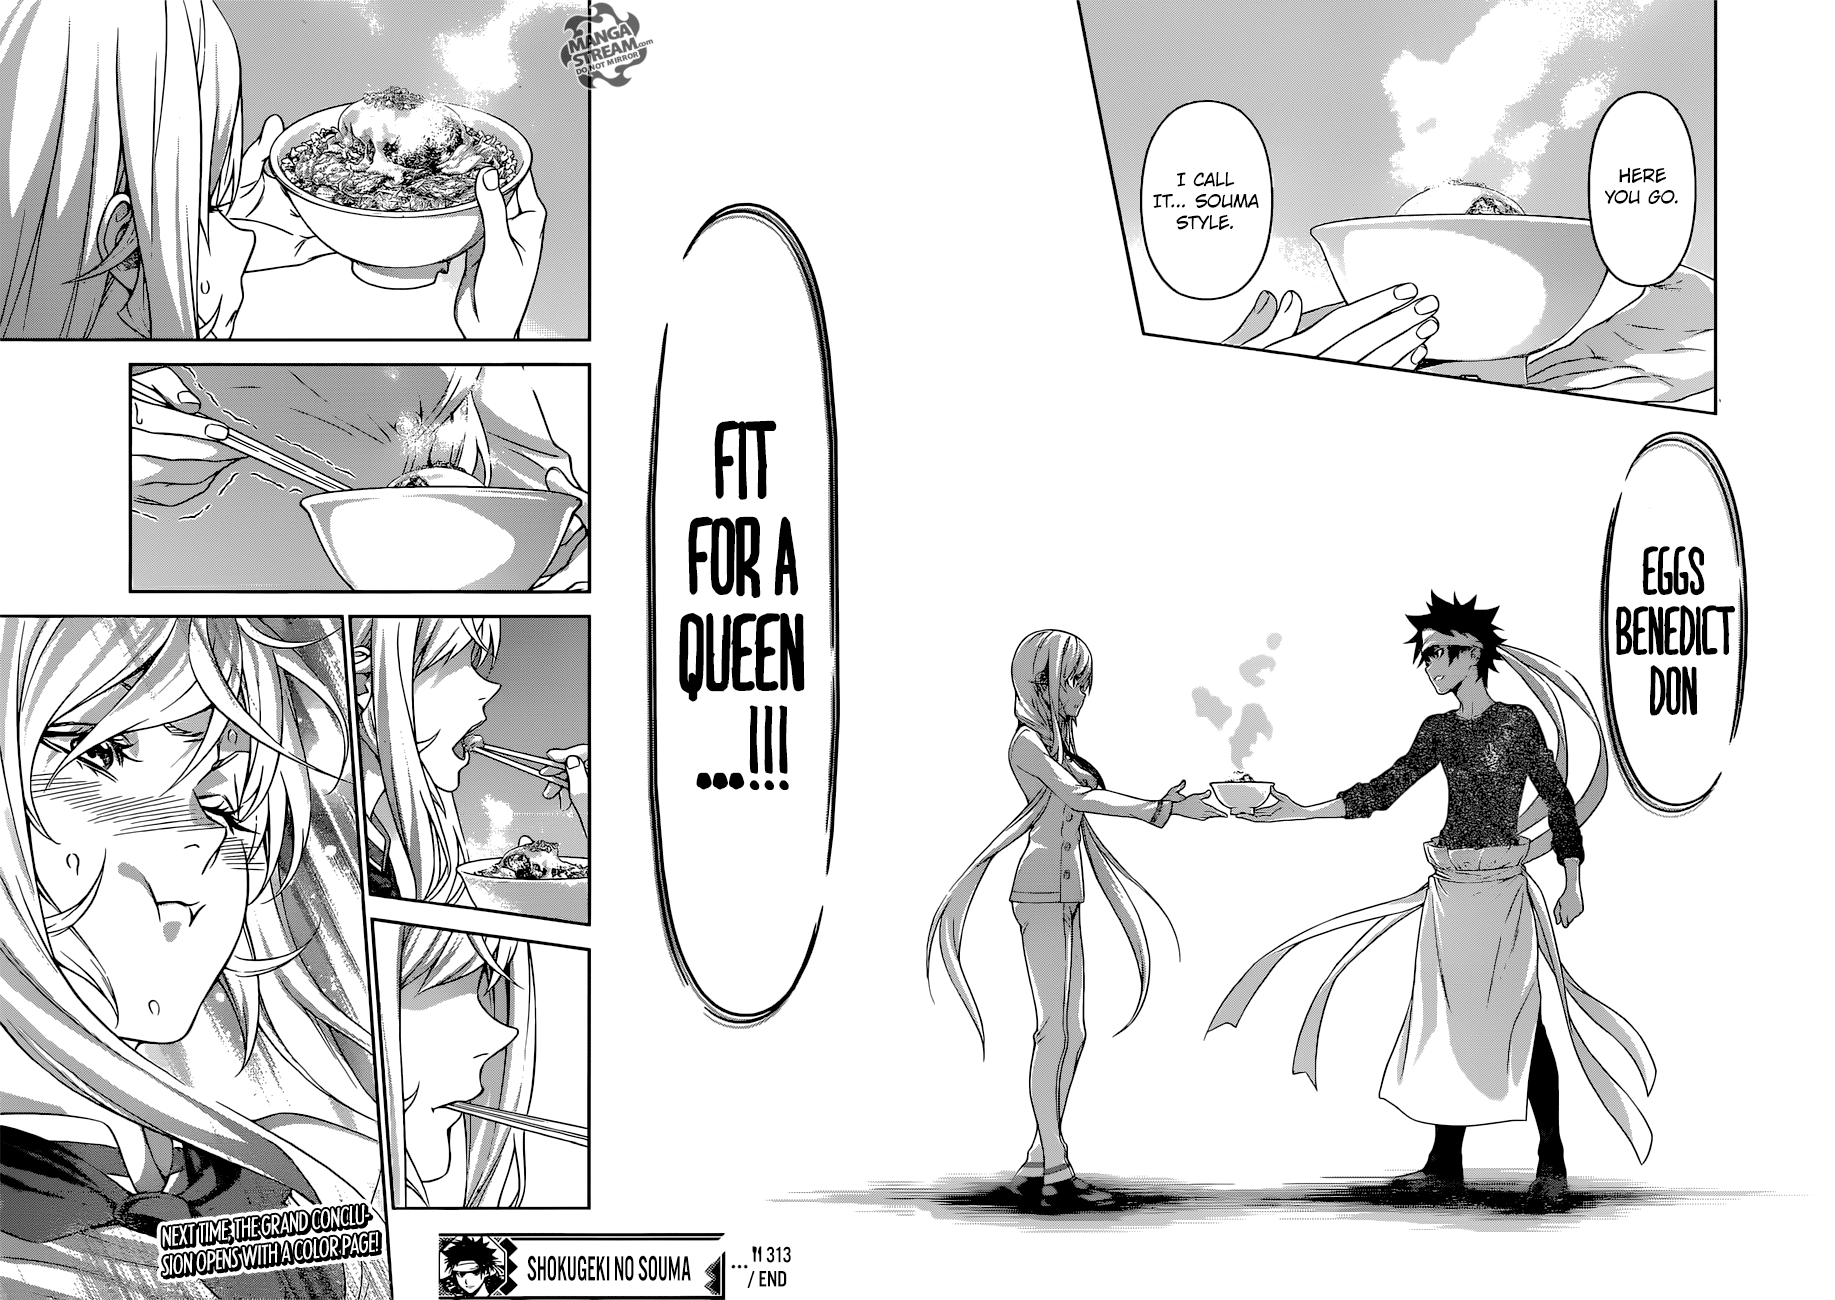 MANGA
STREAM.com
DO NOT MIRROR
HERE
YOU GO.
I CALL
IT... SOUMA
STYLE.
EGGS
BENEDICT
DON
FIT
FOR A
QUEEN
...!!!
NEXT TIME, THE GRAND CONCLU-
SION OPENS WITH A COLOR PAGE!
SHOKUGEKI NO SOUMA
... 313
/ END